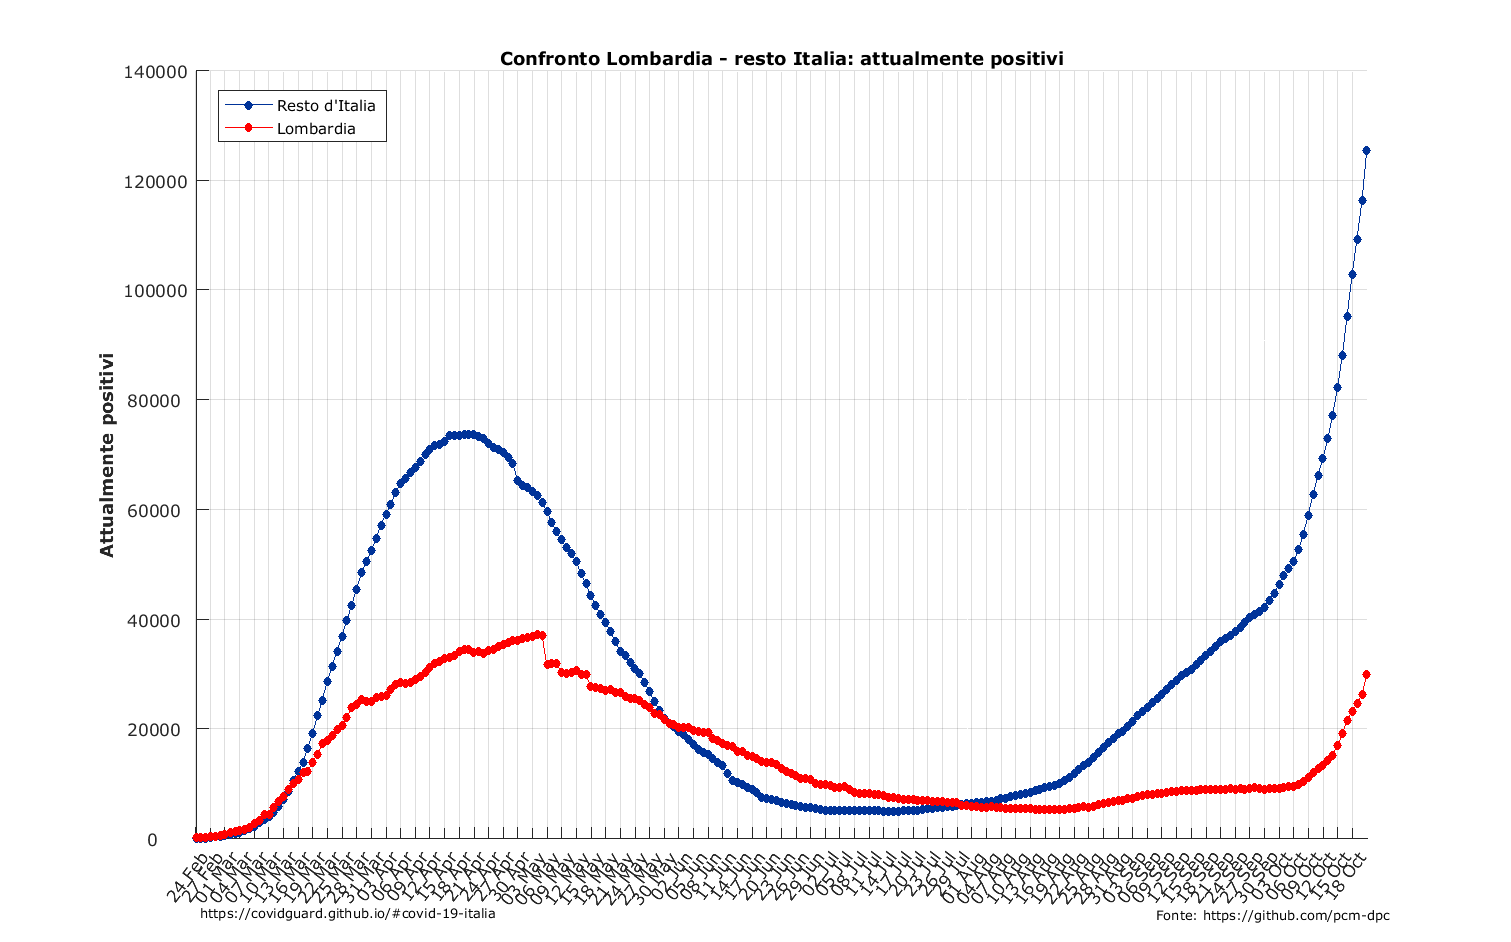 Confronto Lombardia - resto Italia: attualmente positivi
140000
120000
100000
80000
60000
40000
20000
0
Attualmente positivi
Resto d'Italia
Lombardia
24 Feb
27 Feb
01 Mar
04 Mar
07 Mar
10 Mar
13 Mar
16 Mar
19 Mar
22 Mar
25 Mar
28 Mar
31 Mar
03 Apr
06 Apr
09 Apr
12 Apr
15 Apr
18 Apr
21 Apr
24 Apr
27 Apr
30 Apr
03 May
06 May
09 May
12 May
15 May
18 May
21 May
24 May
27 May
30 May
02 Jun
05 Jun
08 Jun
11 Jun
14 Jun
17 Jun
20 Jun
23 Jun
26 Jun
29 Jun
02 Jul
05 Jul
08 Jul
11 Jul
14 Jul
17 Jul
20 Jul
23 Jul
26 Jul
29 Jul
01 Aug
04 Aug
07 Aug
10 Aug
13 Aug
16 Aug
19 Aug
22 Aug
25 Aug
28 Aug
31 Aug
03 Sep
06 Sep
09 Sep
12 Sep
15 Sep
18 Sep
21 Sep
24 Sep
27 Sep
30 Sep
03 Oct
06 Oct
09 Oct
12 Oct
15 Oct
18 Oct
https://covidguard.github.io/#covid-19-italia
Fonte: https://github.com/pcm-dpc